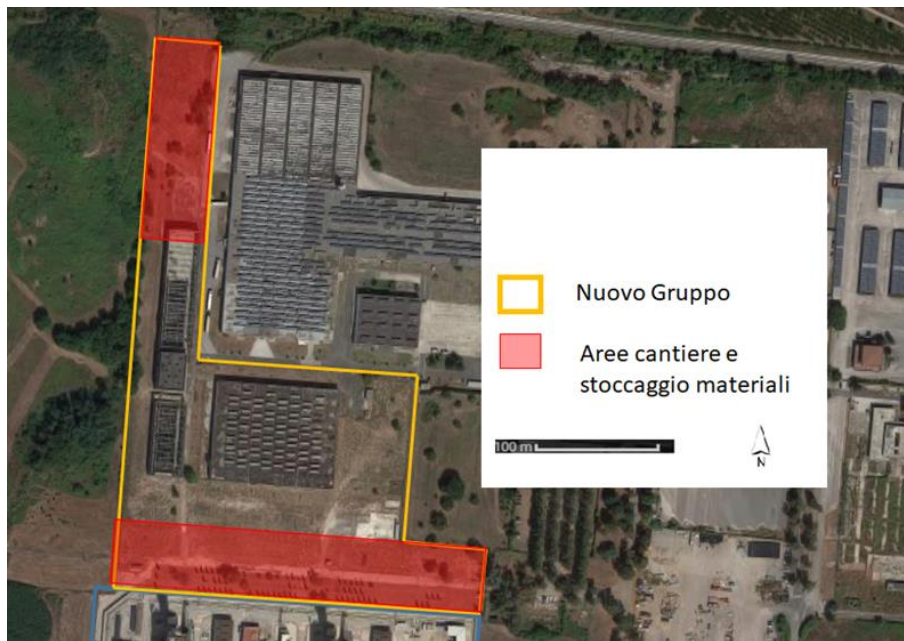 Nuovo Gruppo
Aree cantiere e
stoccaggio materiali
100 m
N